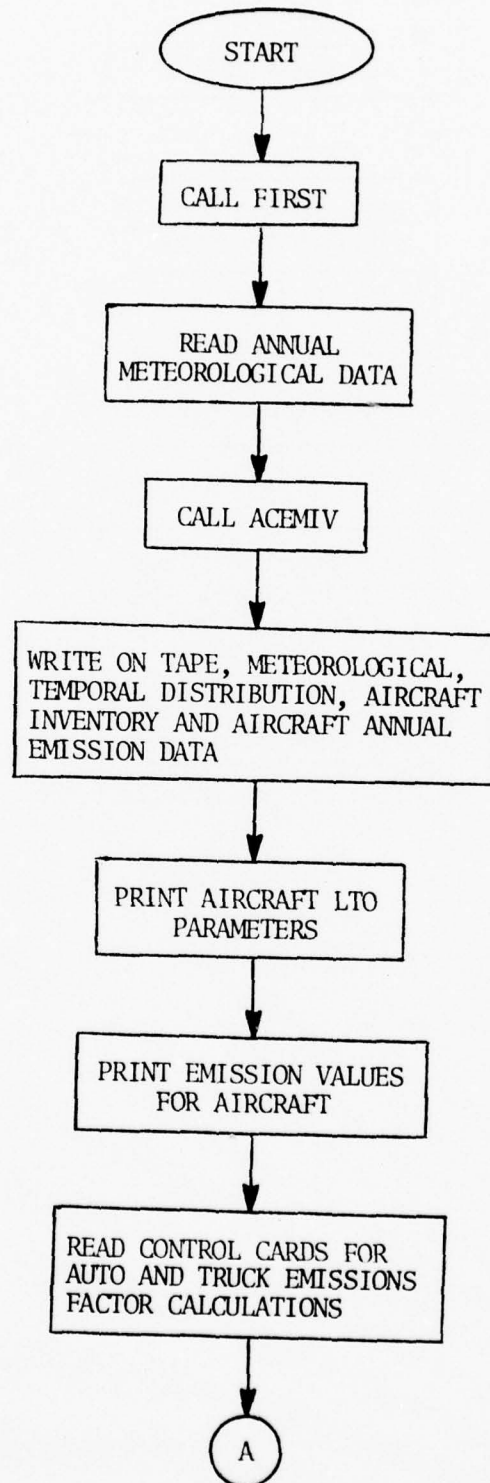 START
CALL FIRST
READ ANNUAL
METEOROLOGICAL DATA
CALL ACEMIV
WRITE ON TAPE, METEOROLOGICAL,
TEMPORAL DISTRIBUTION, AIRCRAFT
INVENTORY AND AIRCRAFT ANNUAL
EMISSION DATA
PRINT AIRCRAFT LTO
PARAMETERS
PRINT EMISSION VALUES
FOR AIRCRAFT
READ CONTROL CARDS FOR
AUTO AND TRUCK EMISSIONS
FACTOR CALCULATIONS
A